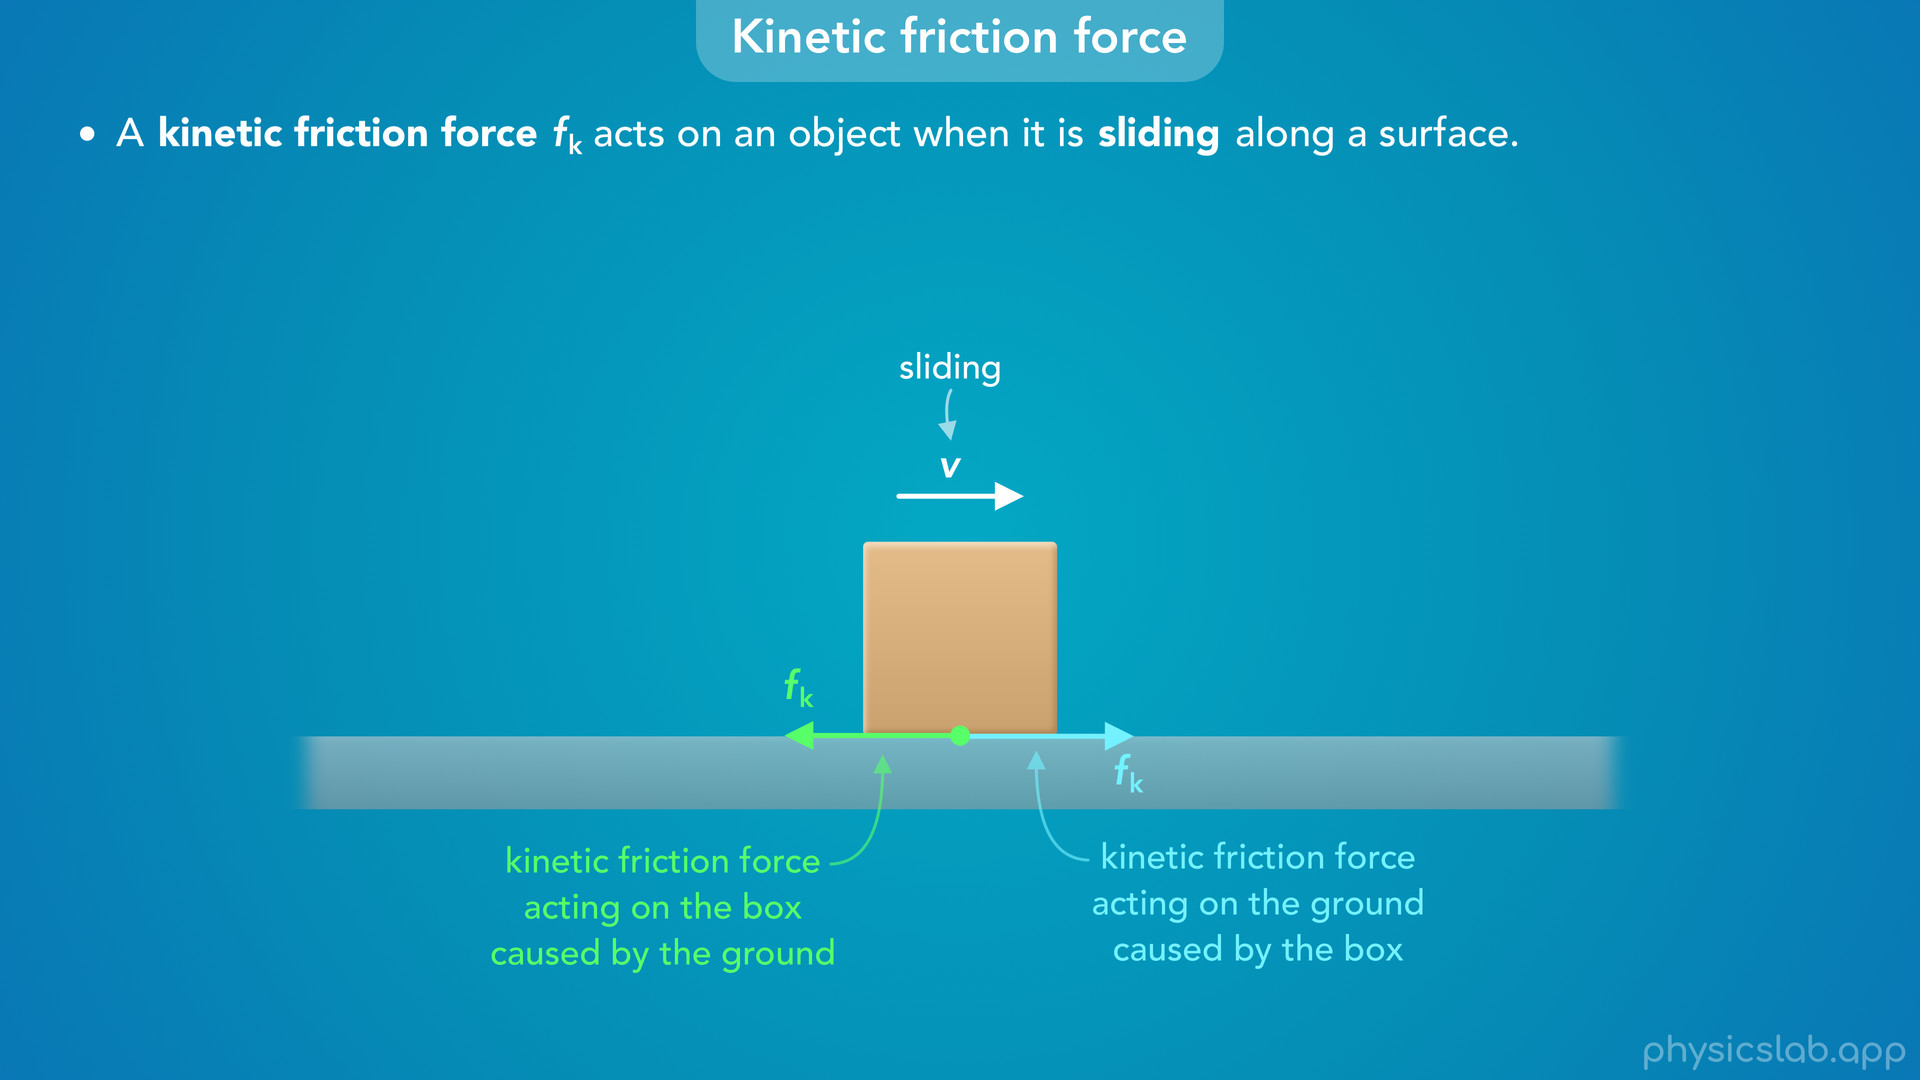 Kinetic friction force
• A kinetic friction force fk acts on an object when it is sliding along a surface.
sliding
v
fk
fk
kinetic friction force
acting on the box
caused by the ground
kinetic friction force
acting on the ground
caused by the box
physicslab.app